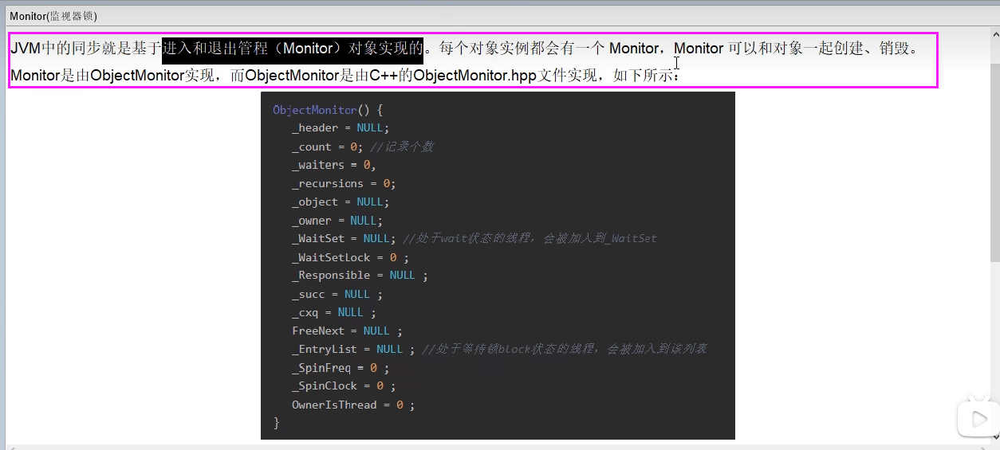 Monitor(监视器锁)
JVM中的同步就是基于进入和退出管程（Monitor）对象实现的。每个对象实例都会有一个 Monitor，Monitor 可以和对象一起创建、销毁。
Monitor是由ObjectMonitor实现，而ObjectMonitor是由C++的ObjectMonitor.hpp文件实现，如下所示：
ObjectMonitor() {
_header = NULL;
_count = 0; //记录个数
_waiters = 0,
_recursions = 0;
_object = NULL;
_owner = NULL;
_WaitSet = NULL; //处于wait状态的线程，会被加入到_WaitSet
_WaitSetLock = 0 ;
_Responsible = NULL ;
_succ = NULL ;
_cxq = NULL ;
FreeNext = NULL ;
_EntryList = NULL ; //处于等待锁block状态的线程，会被加入到该列表
_SpinFreq = 0 ;
_SpinClock = 0 ;
OwnerIsThread = 0 ;
}